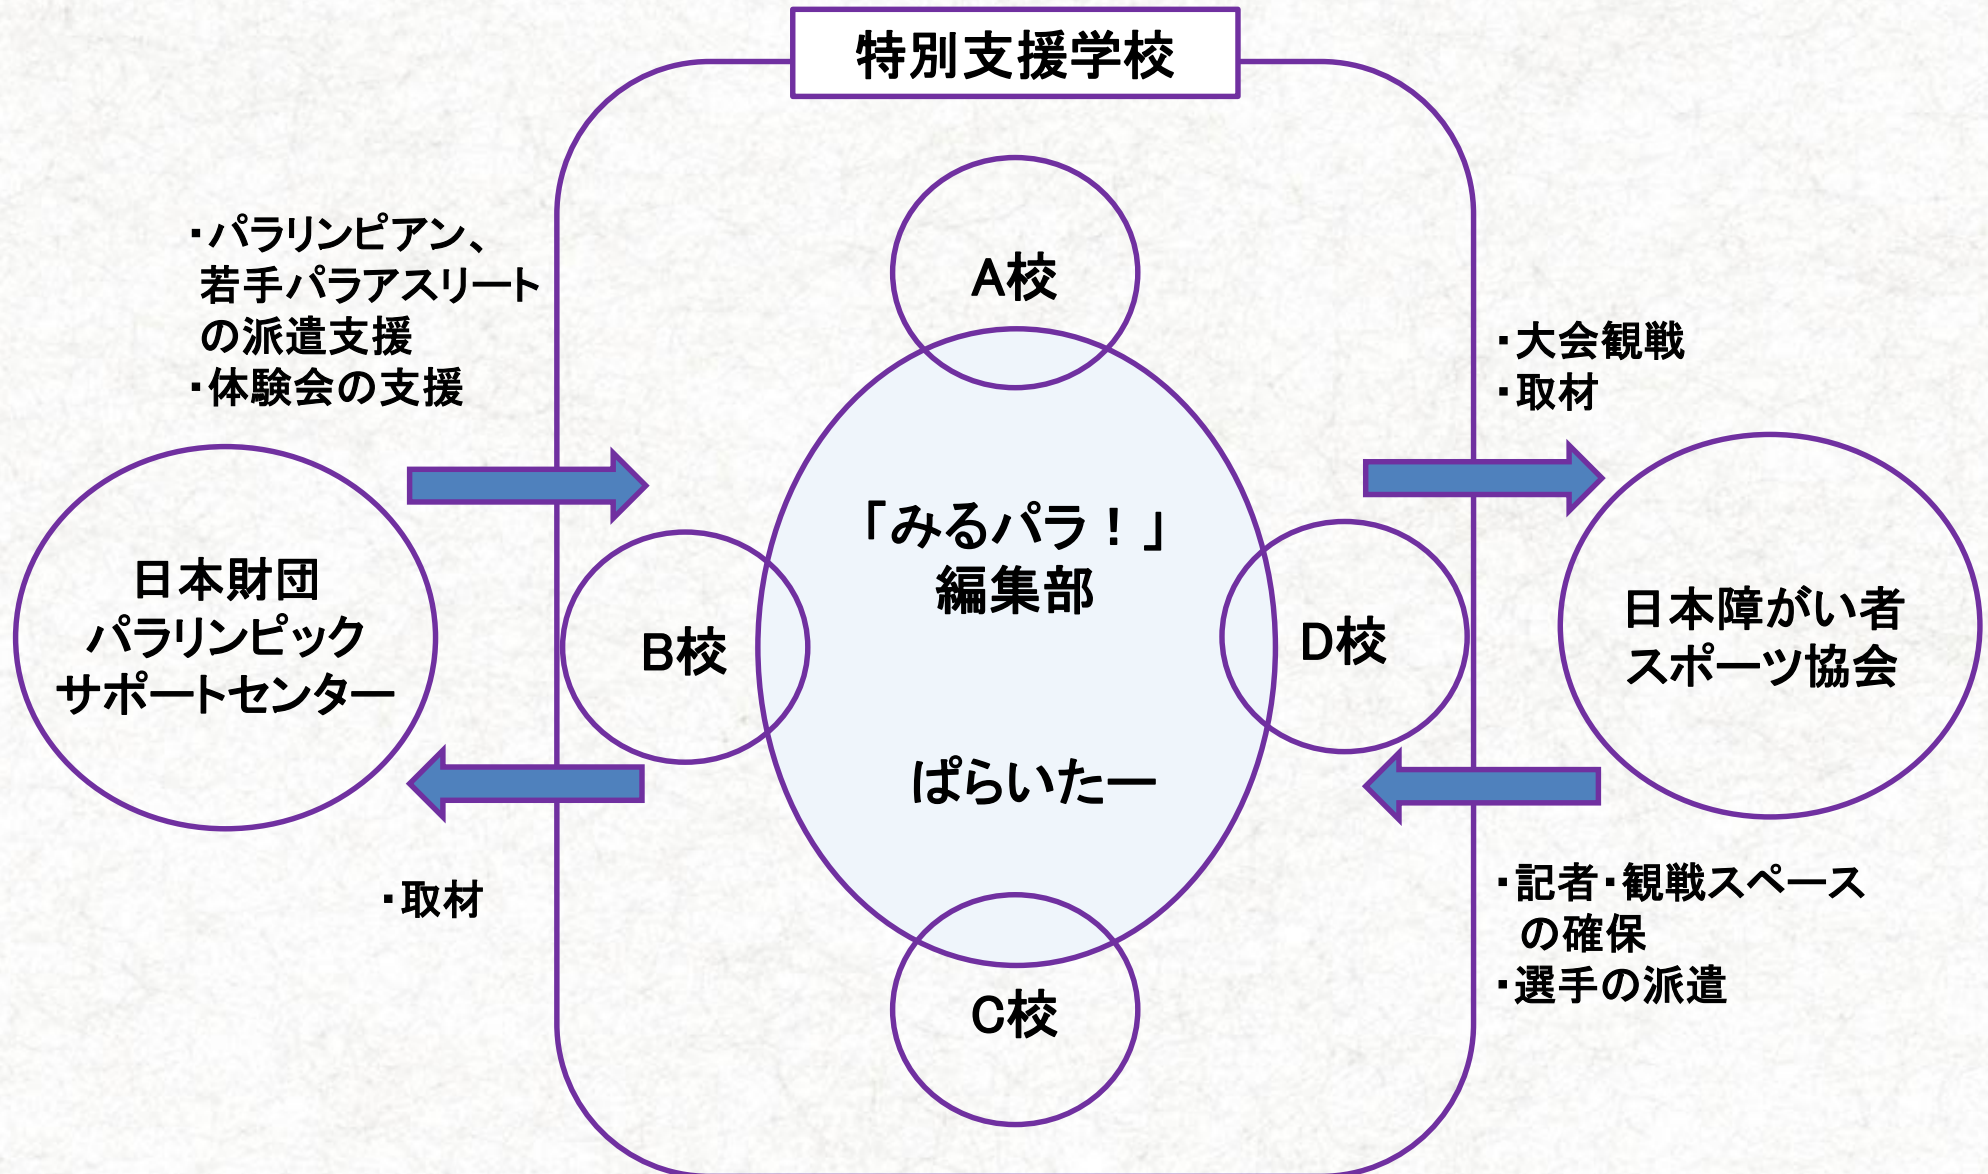 特別支援学校
・パラリンピアン、
若手パラアスリート
の派遣支援
・体験会の支援
A校
・大会観戦
・取材
「みるパラ！」
編集部
日本財団
パラリンピック
サポートセンター
B校
D校
日本障がい者
スポーツ協会
ぱらいたー
・取材
・記者・観戦スペース
の確保
・選手の派遣
C校